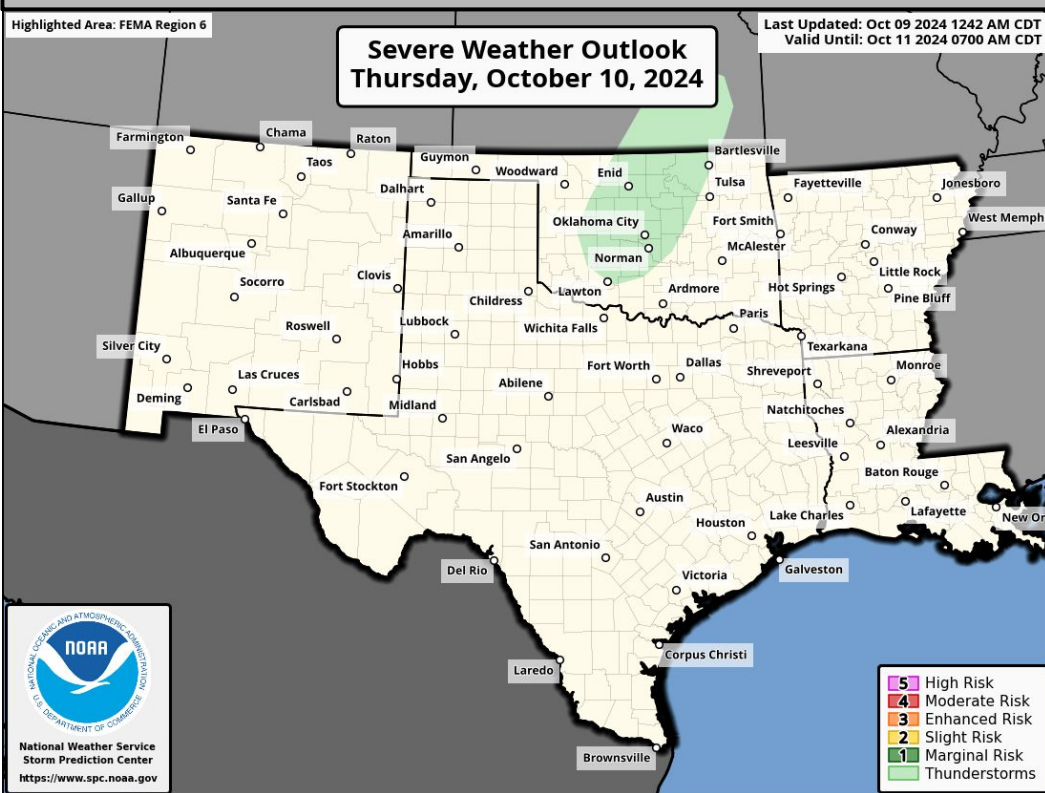 Highlighted Area: FEMA Region 6
Severe Weather Outlook
Thursday, October 10, 2024
Last Updated: Oct 09 2024 1242 AM CDT
Valid Until: Oct 11 2024 0700 AM CDT
Farmington
Chama
Raton
Taos
Guymon
Woodward
Enid
Bartlesville
Tulsa
Fayetteville
Jonesboro
Gallup
Santa Fe
Dalhart
Oklahoma City
Fort Smith
West Memph
Albuquerque
Amarillo
Norman
McAlester
Conway
Socorro
Clovis
Childress
Lawton
Ardmore
Hot Springs
Little Rock
Pine Bluff
Roswell
Lubbock
Wichita Falls
Paris
Texarkana
Silver City
Las Cruces
Hobbs
Abilene
Fort Worth
Dallas
Shreveport
Monroe
Deming
Carlsbad
Midland
Natchitoches
El Paso
San Angelo
Waco
Leesville
Alexandria
Fort Stockton
Austin
Baton Rouge
Houston
Lake Charles
Lafayette
New Or
San Antonio
Del Rio
Galveston
Victoria
Laredo
Corpus Christi
Brownsville
NATIONAL OCEANIC AND ATMOSPHERIC ADMINISTRATION
NOAA
U.S. DEPARTMENT OF COMMERCE
National Weather Service
Storm Prediction Center
https://www.spc.noaa.gov
5 High Risk
4 Moderate Risk
3 Enhanced Risk
2 Slight Risk
1 Marginal Risk
Thunderstorms